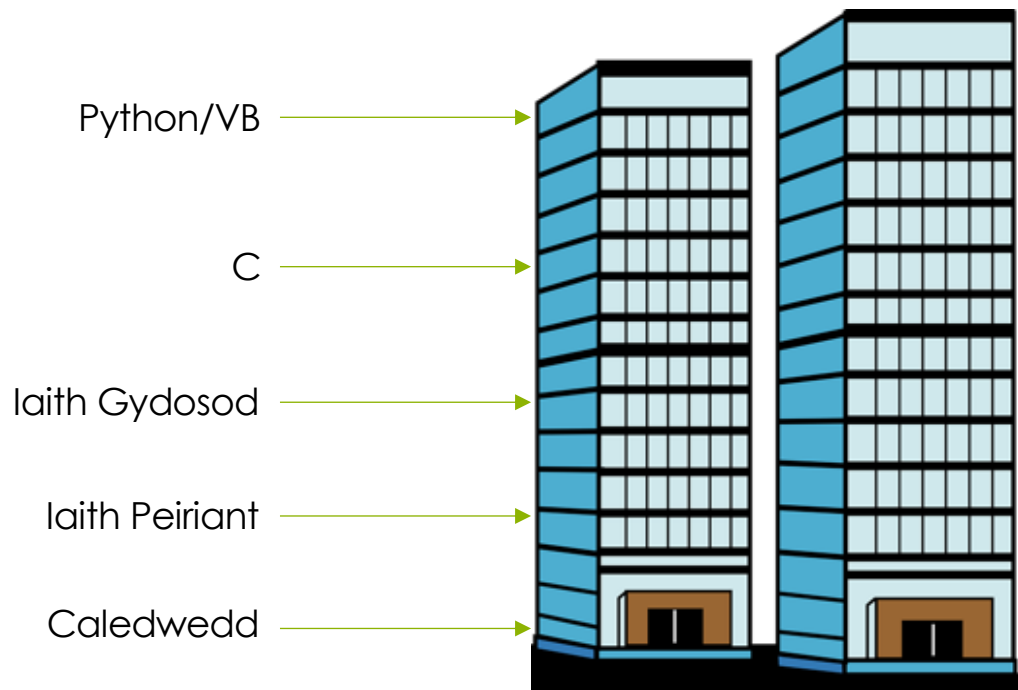 Python/VB
C
Iaith Gydosod
Iaith Peiriant
Caledwedd